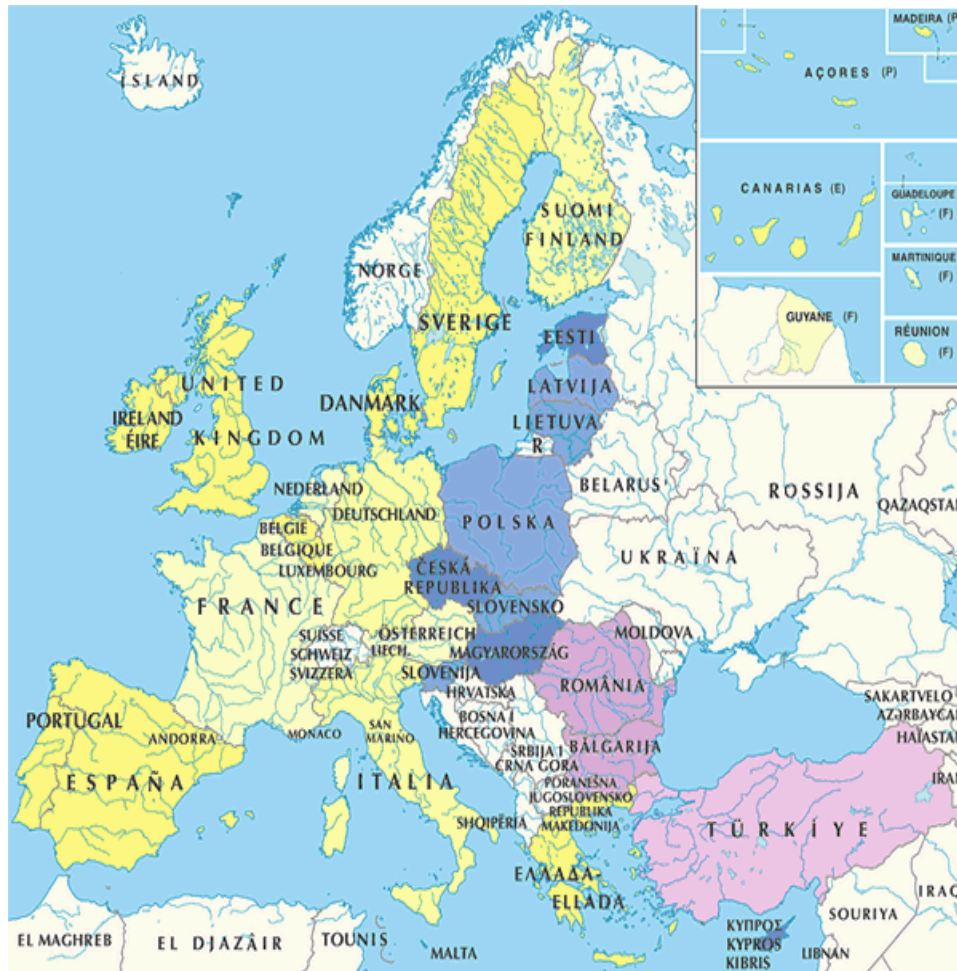 ÍSLAND
MADEIRA (P
AÇORES (P)
CANARIAS (E)
GUADELOUPE
(F)
MARTINIQUE
(F)
GUYANE (F)
RÉUNION
(F)
SUOMI
FINLAND
NORGE
SVERIGE
EESTI
LATVIJA
LIETUVA
R
DANMARK
UNITED
KINGDOM
IRELAND
ÉIRE
BELARUS'
ROSSIJA
QAZAQSTAN
NEDERLAND
DEUTSCHLAND
POLSKA
BELGIË
BELGIQUE
LUXEMBOURG
UKRAÏNA
ČESKÁ
REPUBLIKA
SLOVENSKO
FRANCE
SUISSE
SCHWEIZ
SVIZZERA
ÖSTERREICH
LIECH.
MAGYARORSZÁG
MOLDOVA
SLOVENIJA
HRVATSKA
ROMÂNIA
BOSNA I
HERCEGOVINA
SRBIJA I
CRNA GORA
BĂLGARIJA
SAKARTVELO
AZƏRBAYCAN
HAÏASTAN
IRAN
PORTUGAL
ESPAÑA
ANDORRA
MONACO
SAN
MARINO
ITALIA
PORANEŠNA
JUGOSLOVENSKO
REPUBLIKA
MAKEDONIJA
SHQIPËRIA
TÜRKİYE
ΕΛΛΑΔΑ
ELLADA
EL MAGHREB
EL DJAZÂIR
TOUNIS
MALTA
ΚΥΠΡΟΣ
KYPROS
KIBRIS
LIBNAN
SOURIYA
IRAQ